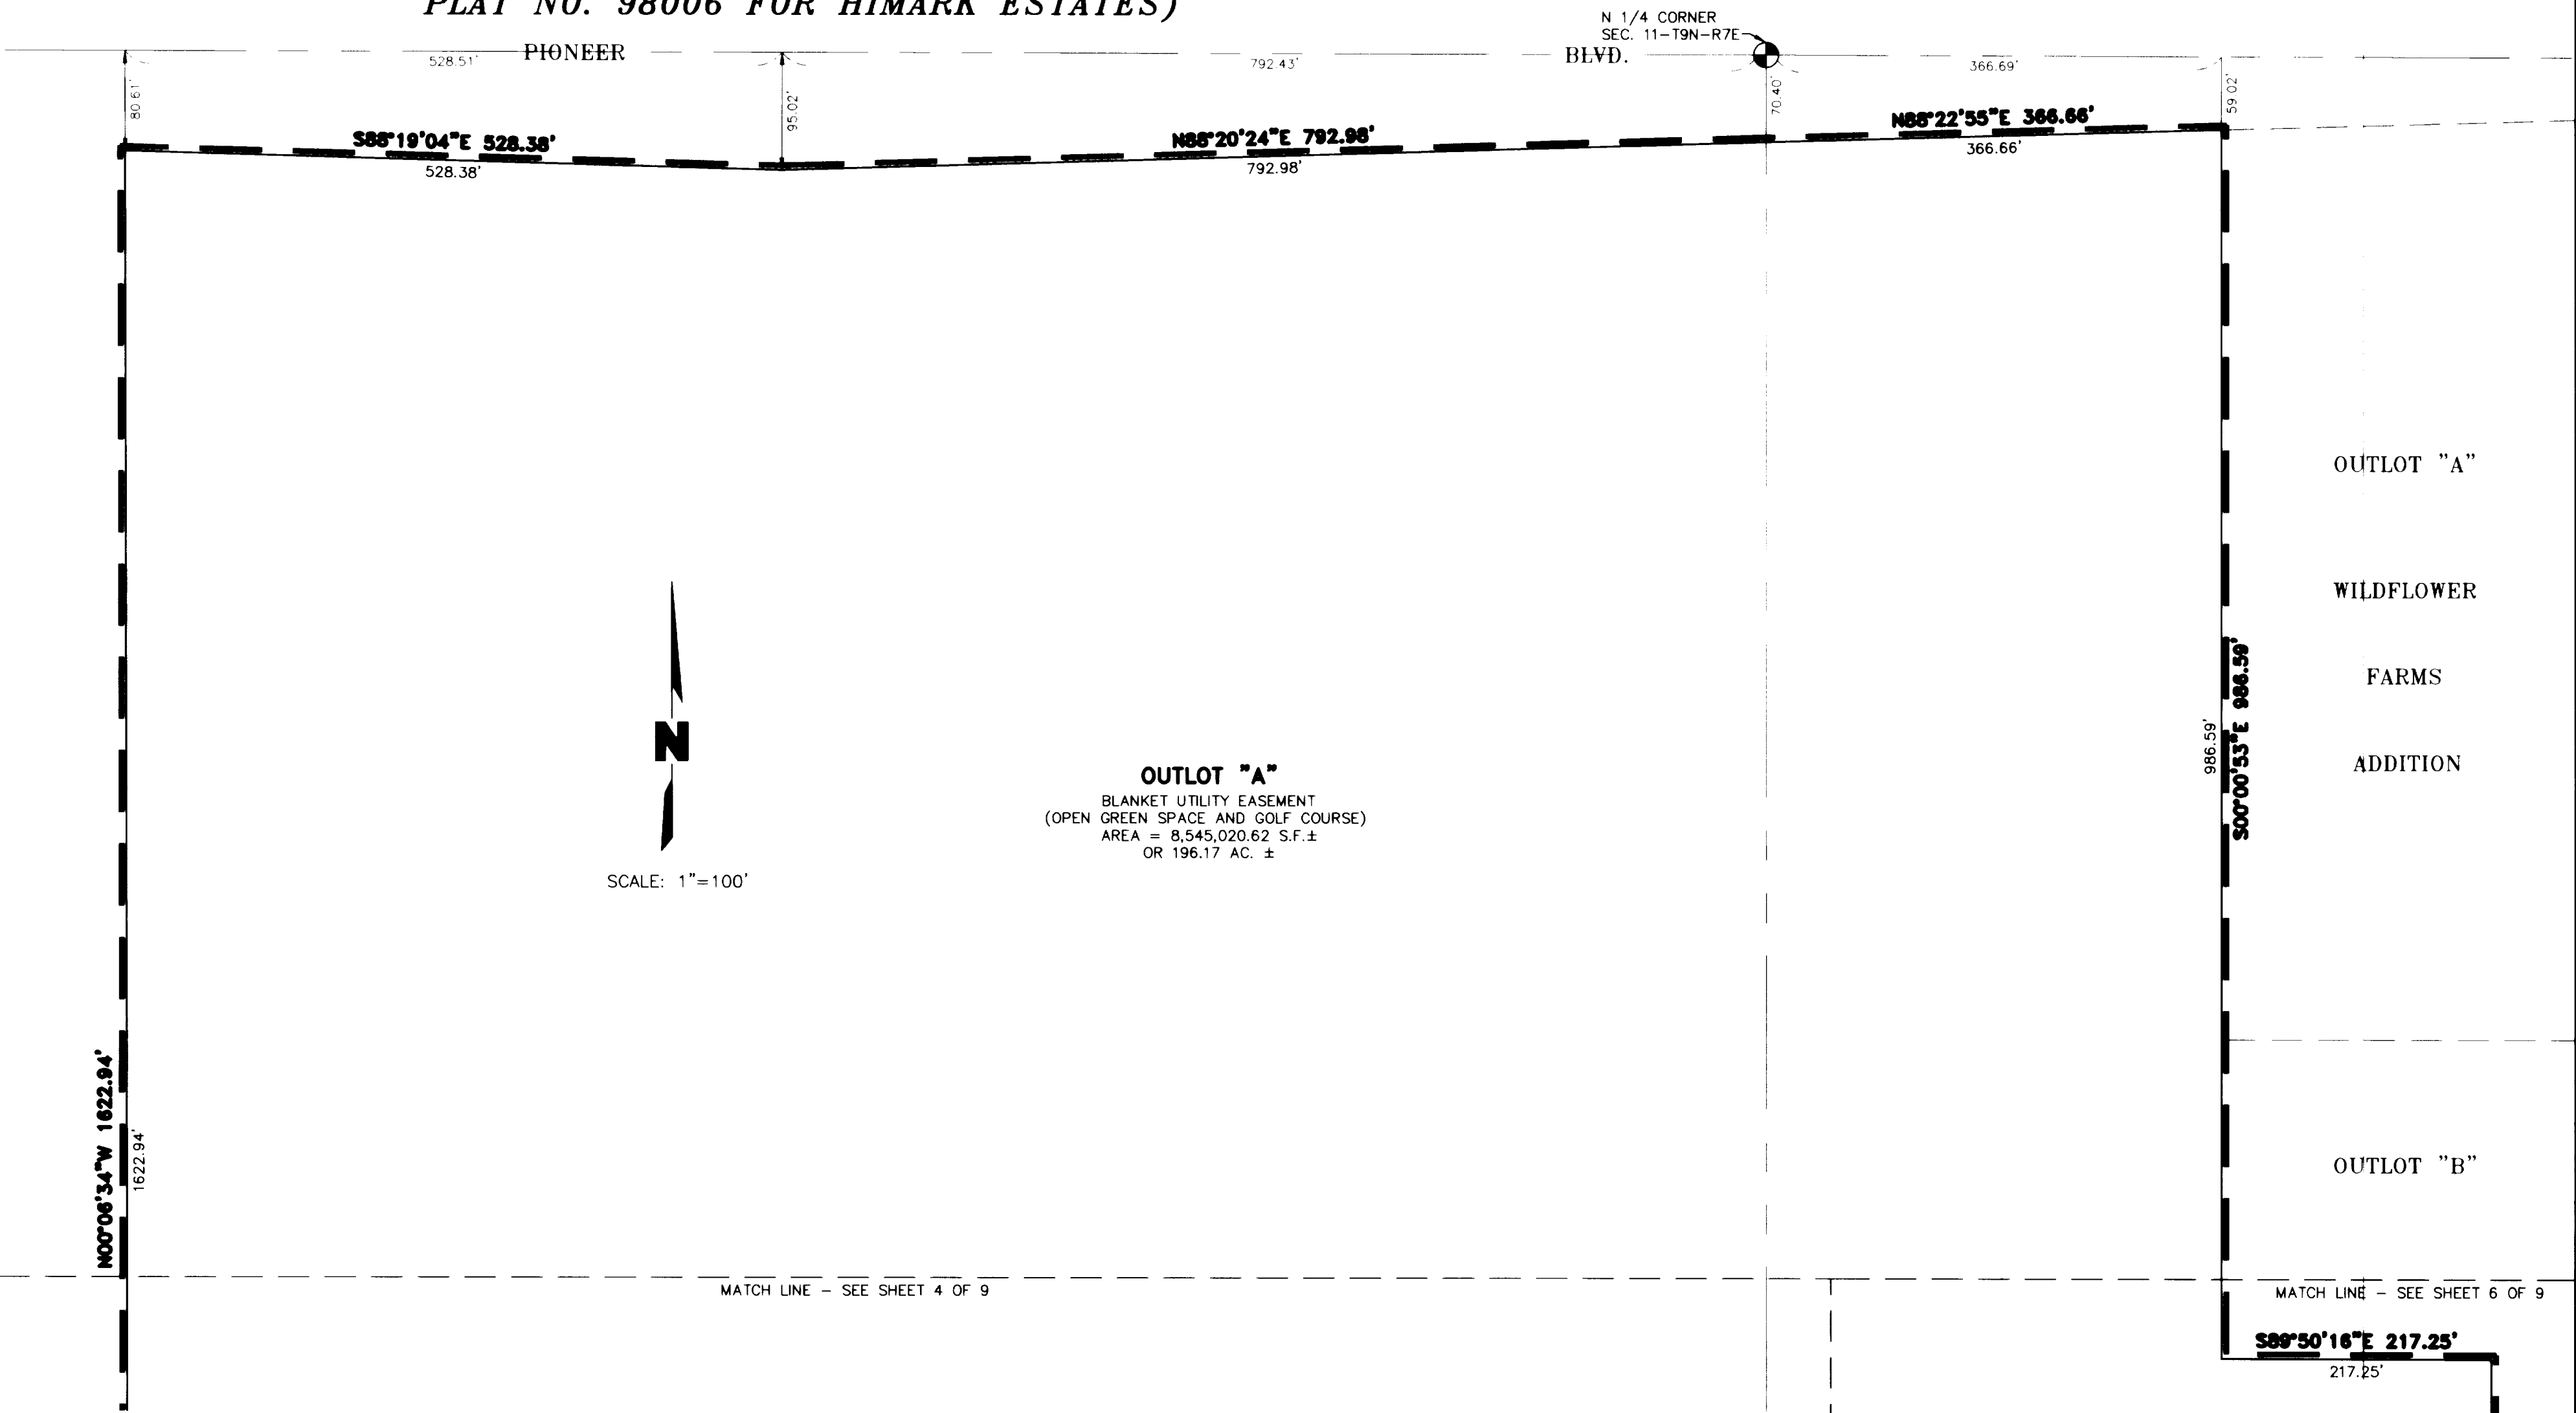 PLAT NO. 98006 FOR HIMARK ESTATES)
N 1/4 CORNER
SEC. 11-T9N-R7E
PIONEER
BLVD.
528.51'
792.43'
366.69'
80.61'
95.02'
70.40'
59.02'
S88°19'04"E 528.38'
N88°20'24"E 792.98'
N88°22'55"E 366.66'
528.38'
792.98'
366.66'
OUTLOT "A"
WILDFLOWER
FARMS
ADDITION
986.59'
S00°00'53"E 986.59'
N
SCALE: 1"=100'
OUTLOT "A"
BLANKET UTILITY EASEMENT
(OPEN GREEN SPACE AND GOLF COURSE)
AREA = 8,545,020.62 S.F.±
OR 196.17 AC. ±
N00°06'34"W 1622.94'
1622.94'
OUTLOT "B"
MATCH LINE - SEE SHEET 4 OF 9
MATCH LINE - SEE SHEET 6 OF 9
S89°50'16"E 217.25'
217.25'